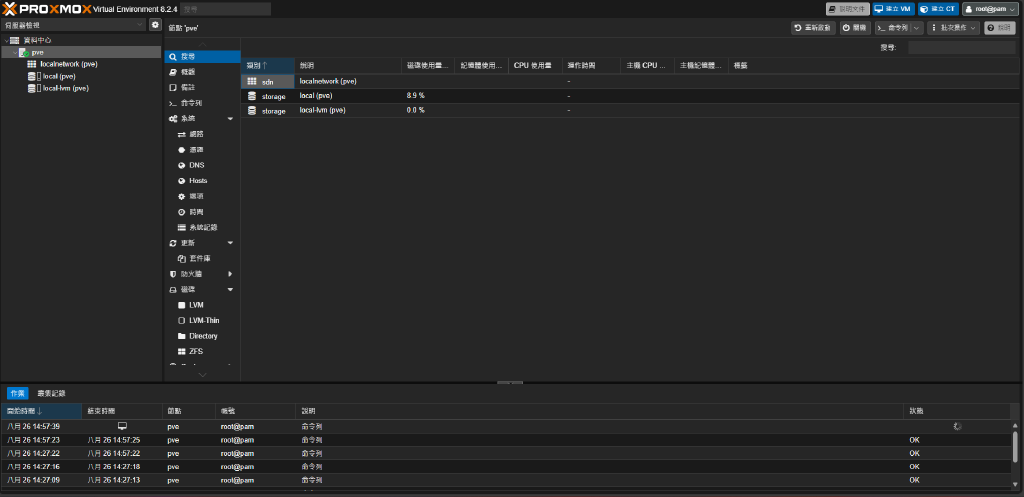 PROXMOX Virtual Environment 8.2.4 搜尋 說明文件 建立 VM 建立 CT root@pam
伺服器檢視
節點 'pve' 重新啟動 關機 命令列 批次操作 說明
資料中心
pve
localnetwork (pve)
local (pve)
local-lvm (pve)
搜尋
概觀
備註
命令列
系統
網路
憑證
DNS
Hosts
選項
時間
系統記錄
更新
套件庫
防火牆
磁碟
LVM
LVM-Thin
Directory
ZFS
搜尋:
類別 ↑ 說明 磁碟使用量... 記憶體使用... CPU 使用量 運作時間 主機 CPU ... 主機記憶體... 標籤
sdn localnetwork (pve) -
storage local (pve) 8.9 % -
storage local-lvm (pve) 0.0 % -
作業 叢集記錄
開始時間 ↓ 結束時間 節點 帳號 說明 狀態
八月 26 14:57:39 pve root@pam 命令列
八月 26 14:57:23 八月 26 14:57:25 pve root@pam 命令列 OK
八月 26 14:27:22 八月 26 14:57:22 pve root@pam 命令列 OK
八月 26 14:27:16 八月 26 14:27:18 pve root@pam 命令列 OK
八月 26 14:27:09 八月 26 14:27:13 pve root@pam 命令列 OK